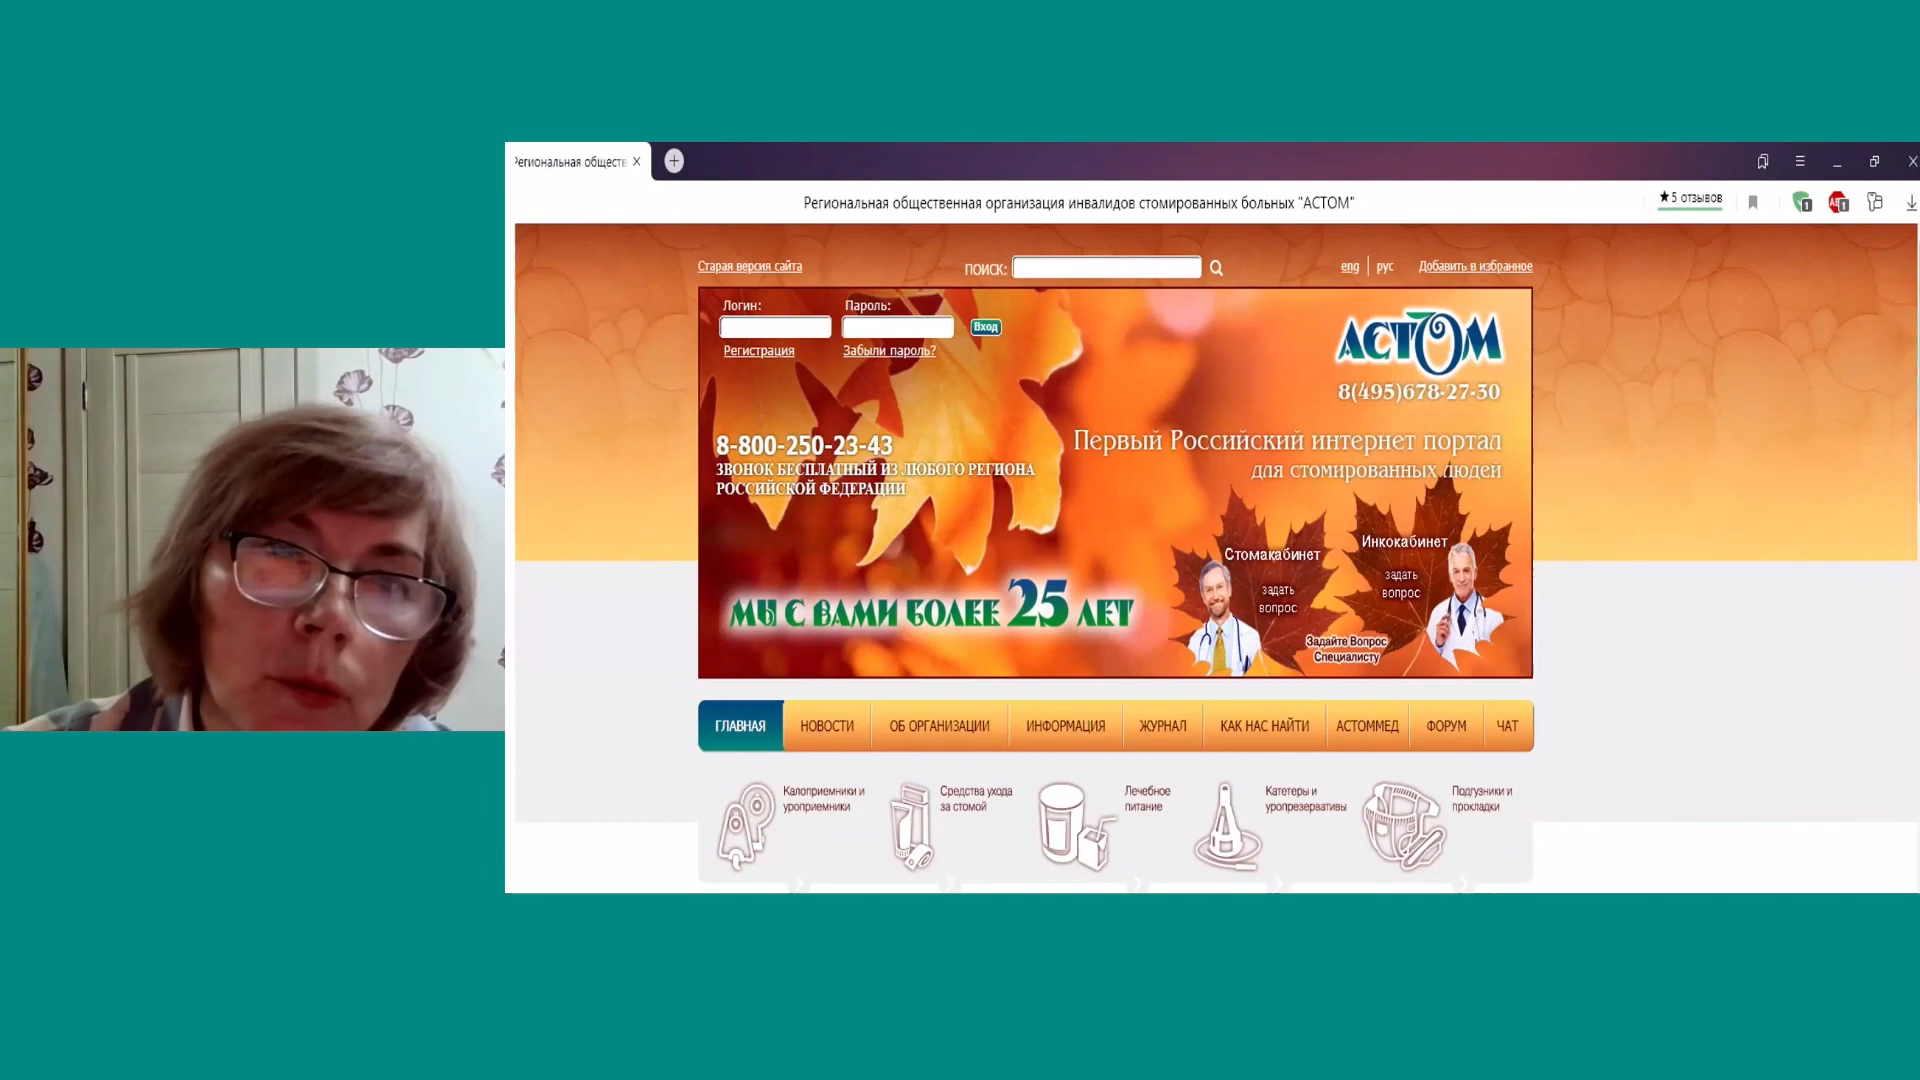 Региональная обществ
Региональная общественная организация инвалидов стомированных больных "АСТОМ"
★5 отзывов
Старая версия сайта
ПОИСК:
eng
рус
Добавить в избранное
Логин:
Пароль:
Вход
Регистрация
Забыли пароль?
АСТОМ
8(495)678-27-30
8-800-250-23-43
ЗВОНОК БЕСПЛАТНЫЙ ИЗ ЛЮБОГО РЕГИОНА
РОССИЙСКОЙ ФЕДЕРАЦИИ
Первый Российский интернет портал
для стомированных людей
Стомакабинет
задать
вопрос
Инкокабинет
задать
вопрос
Задайте Вопрос
Специалисту
МЫ С ВАМИ БОЛЕЕ 25 ЛЕТ
ГЛАВНАЯ
НОВОСТИ
ОБ ОРГАНИЗАЦИИ
ИНФОРМАЦИЯ
ЖУРНАЛ
КАК НАС НАЙТИ
АСТОММЕД
ФОРУМ
ЧАТ
Калоприемники и
уроприемники
Средства ухода
за стомой
Лечебное
питание
Катетеры и
уропрезервативы
Подгузники и
прокладки